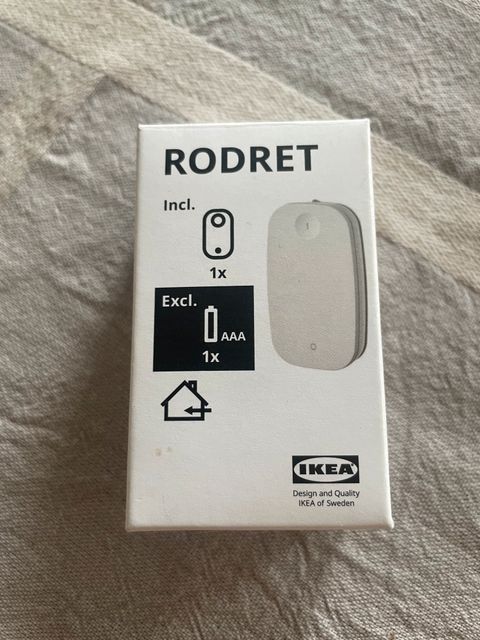 RODRET
Incl.
1x
Excl.
AAA
1x
IKEA
Design and Quality
IKEA of Sweden